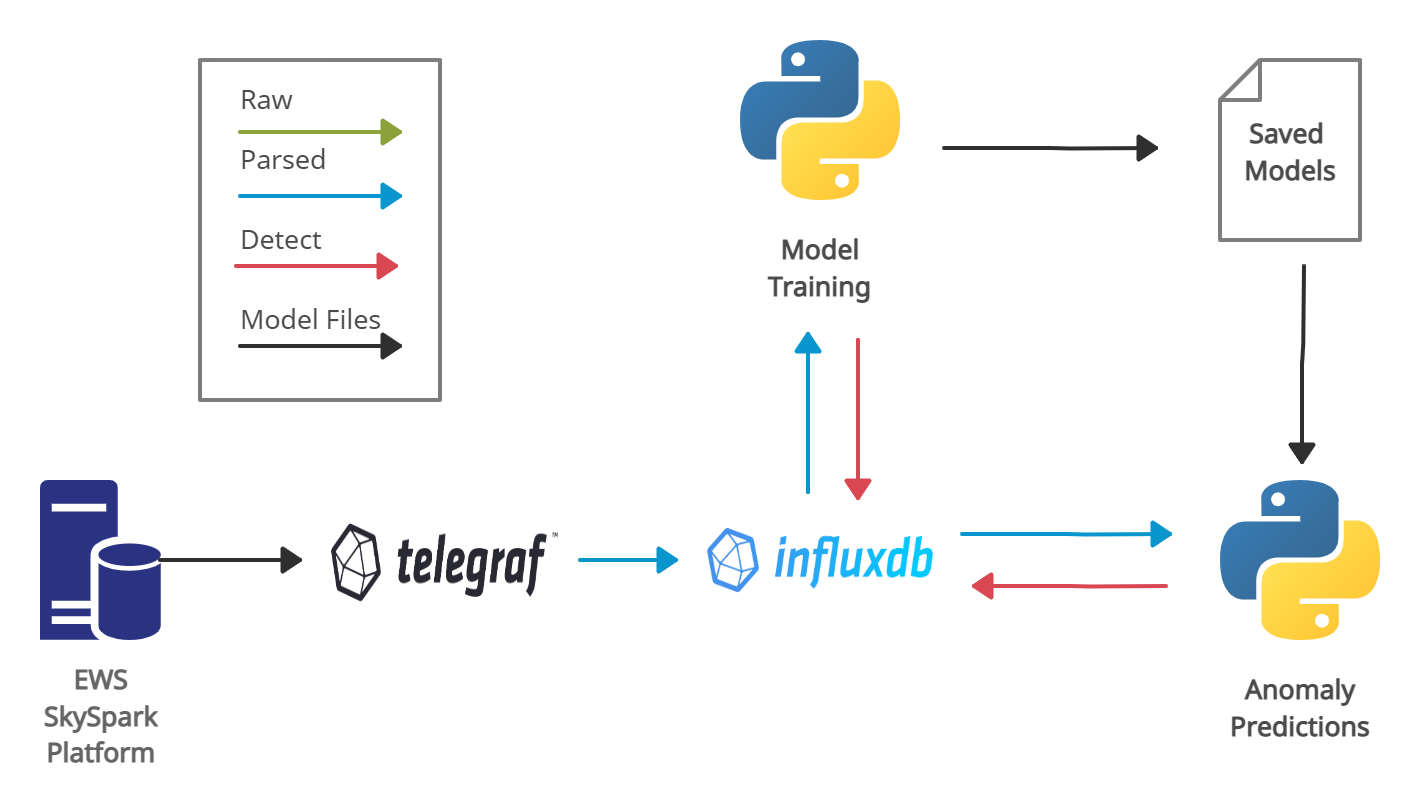 Raw
Parsed
Detect
Model Files
Model
Training
Saved
Models
EWS
SkySpark
Platform
telegraf™
influxdb
Anomaly
Predictions